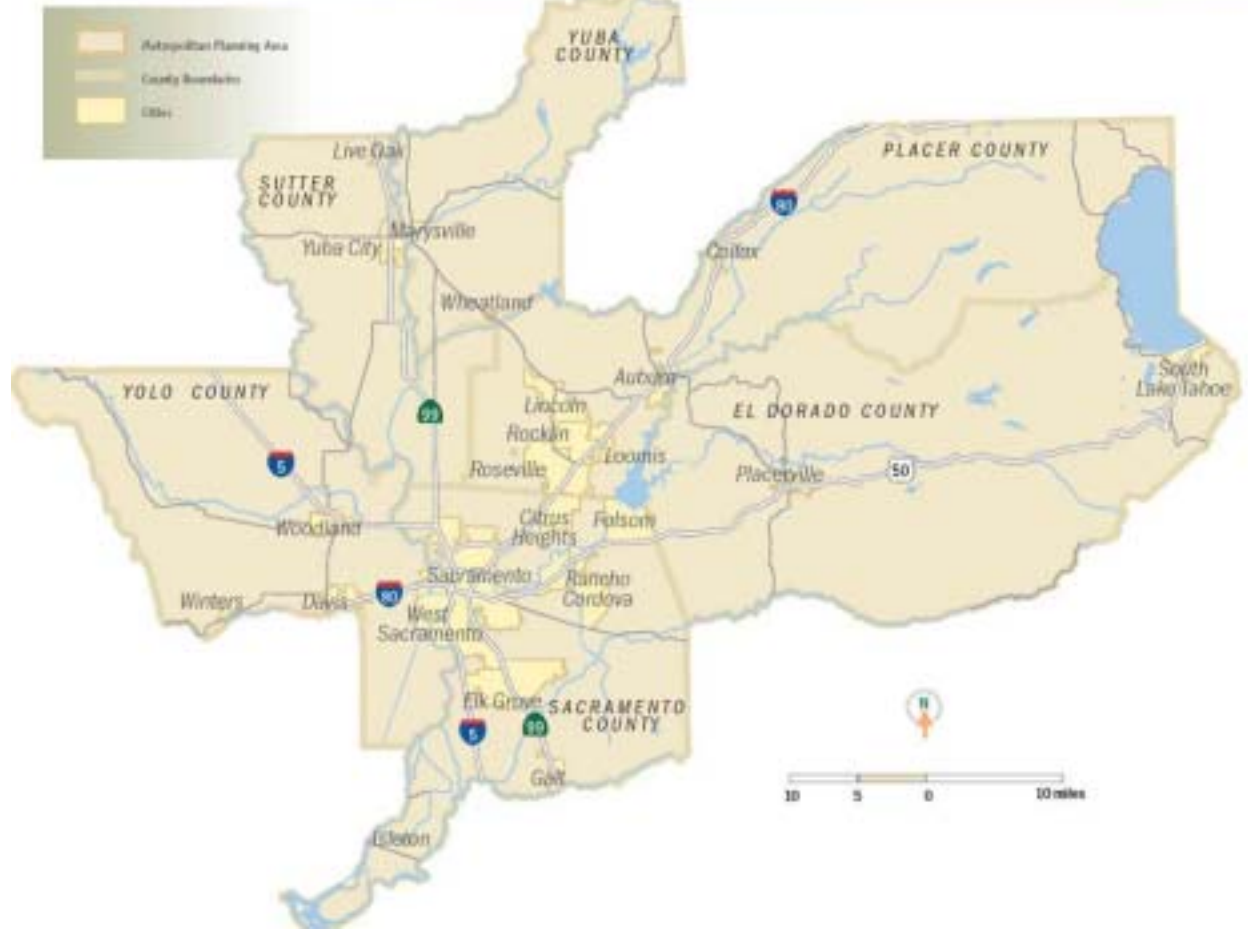 Metropolitan Planning Area
County Boundaries
Cities
YUBA
COUNTY
Live Oak
SUTTER
COUNTY
PLACER COUNTY
80
Marysville
Yuba City
Colfax
Wheatland
YOLO COUNTY
99
Auburn
South
Lake Tahoe
Lincoln
EL DORADO COUNTY
Rocklin
5
Roseville
Loomis
Placerville
50
Woodland
Citrus
Heights
Folsom
Sacramento
Rancho
Cordova
Winters
Davis
80
West
Sacramento
Elk Grove
SACRAMENTO
COUNTY
5
99
N
Galt
10 5 0 10 miles
Isleton